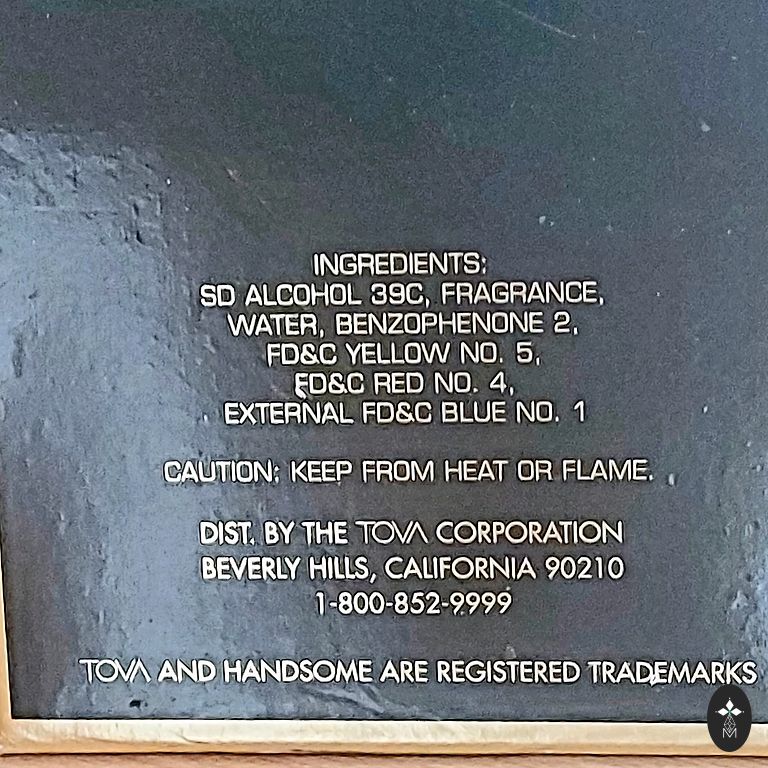 INGREDIENTS:
SD ALCOHOL 39C, FRAGRANCE,
WATER, BENZOPHENONE 2,
FD&C YELLOW NO. 5,
FD&C RED NO. 4,
EXTERNAL FD&C BLUE NO. 1
CAUTION: KEEP FROM HEAT OR FLAME.
DIST. BY THE TOVA CORPORATION
BEVERLY HILLS, CALIFORNIA 90210
1-800-852-9999
TOVA AND HANDSOME ARE REGISTERED TRADEMARKS
M